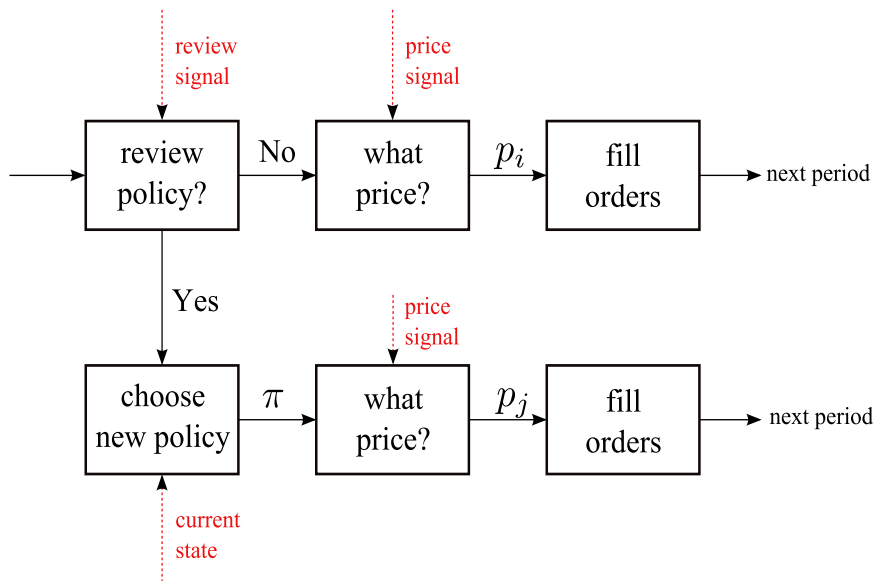 review
signal
price
signal
review
policy?
No
what
price?
p_i
fill
orders
next period
Yes
price
signal
choose
new policy
π
what
price?
p_j
fill
orders
next period
current
state